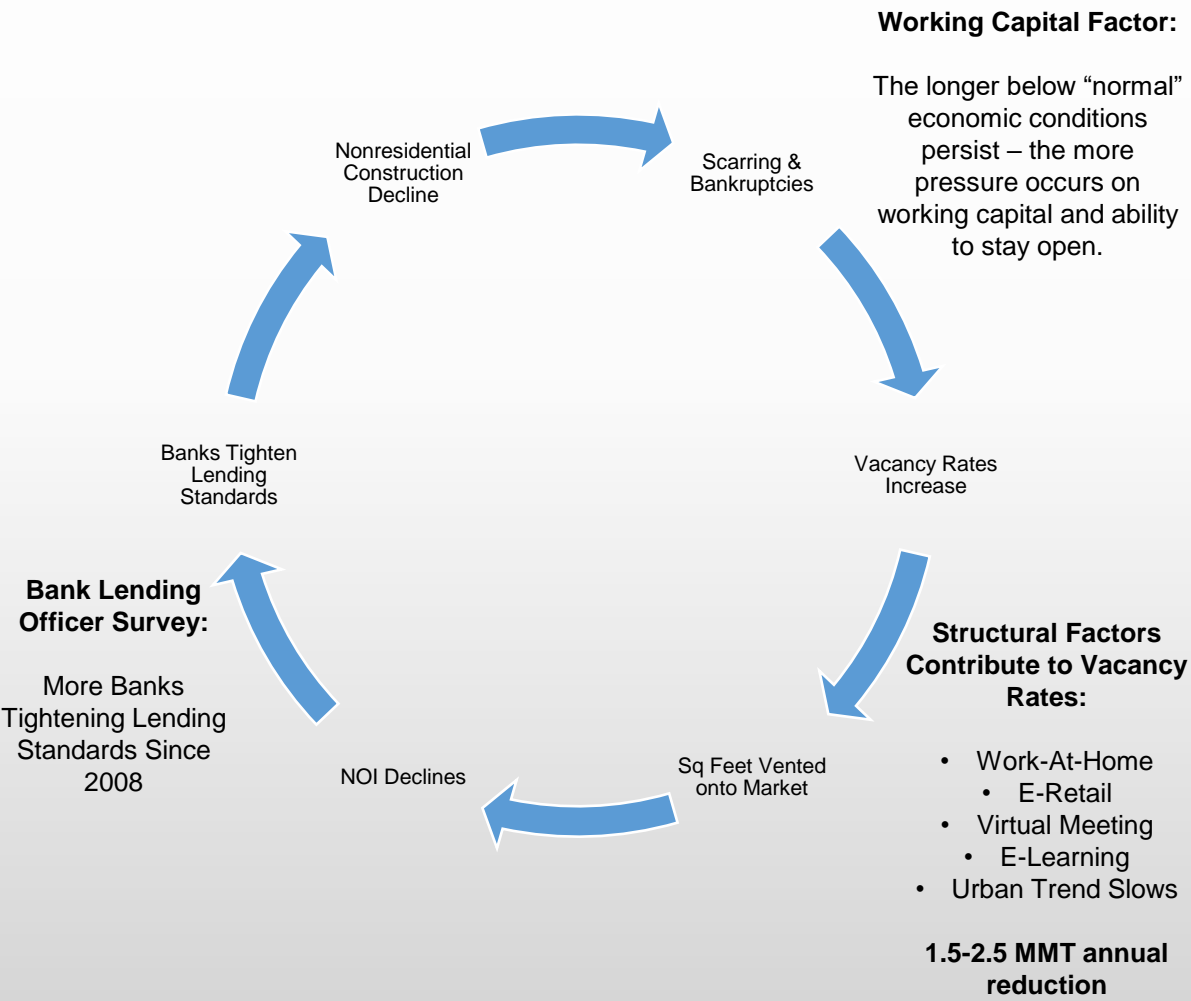 Working Capital Factor:
The longer below “normal”
economic conditions
persist – the more
pressure occurs on
working capital and ability
to stay open.
Nonresidential
Construction
Decline
Scarring &
Bankruptcies
Vacancy Rates
Increase
Structural Factors
Contribute to Vacancy
Rates:
• Work-At-Home
• E-Retail
• Virtual Meeting
• E-Learning
• Urban Trend Slows
1.5-2.5 MMT annual
reduction
Sq Feet Vented
onto Market
NOI Declines
Banks Tighten
Lending
Standards
Bank Lending
Officer Survey:
More Banks
Tightening Lending
Standards Since
2008